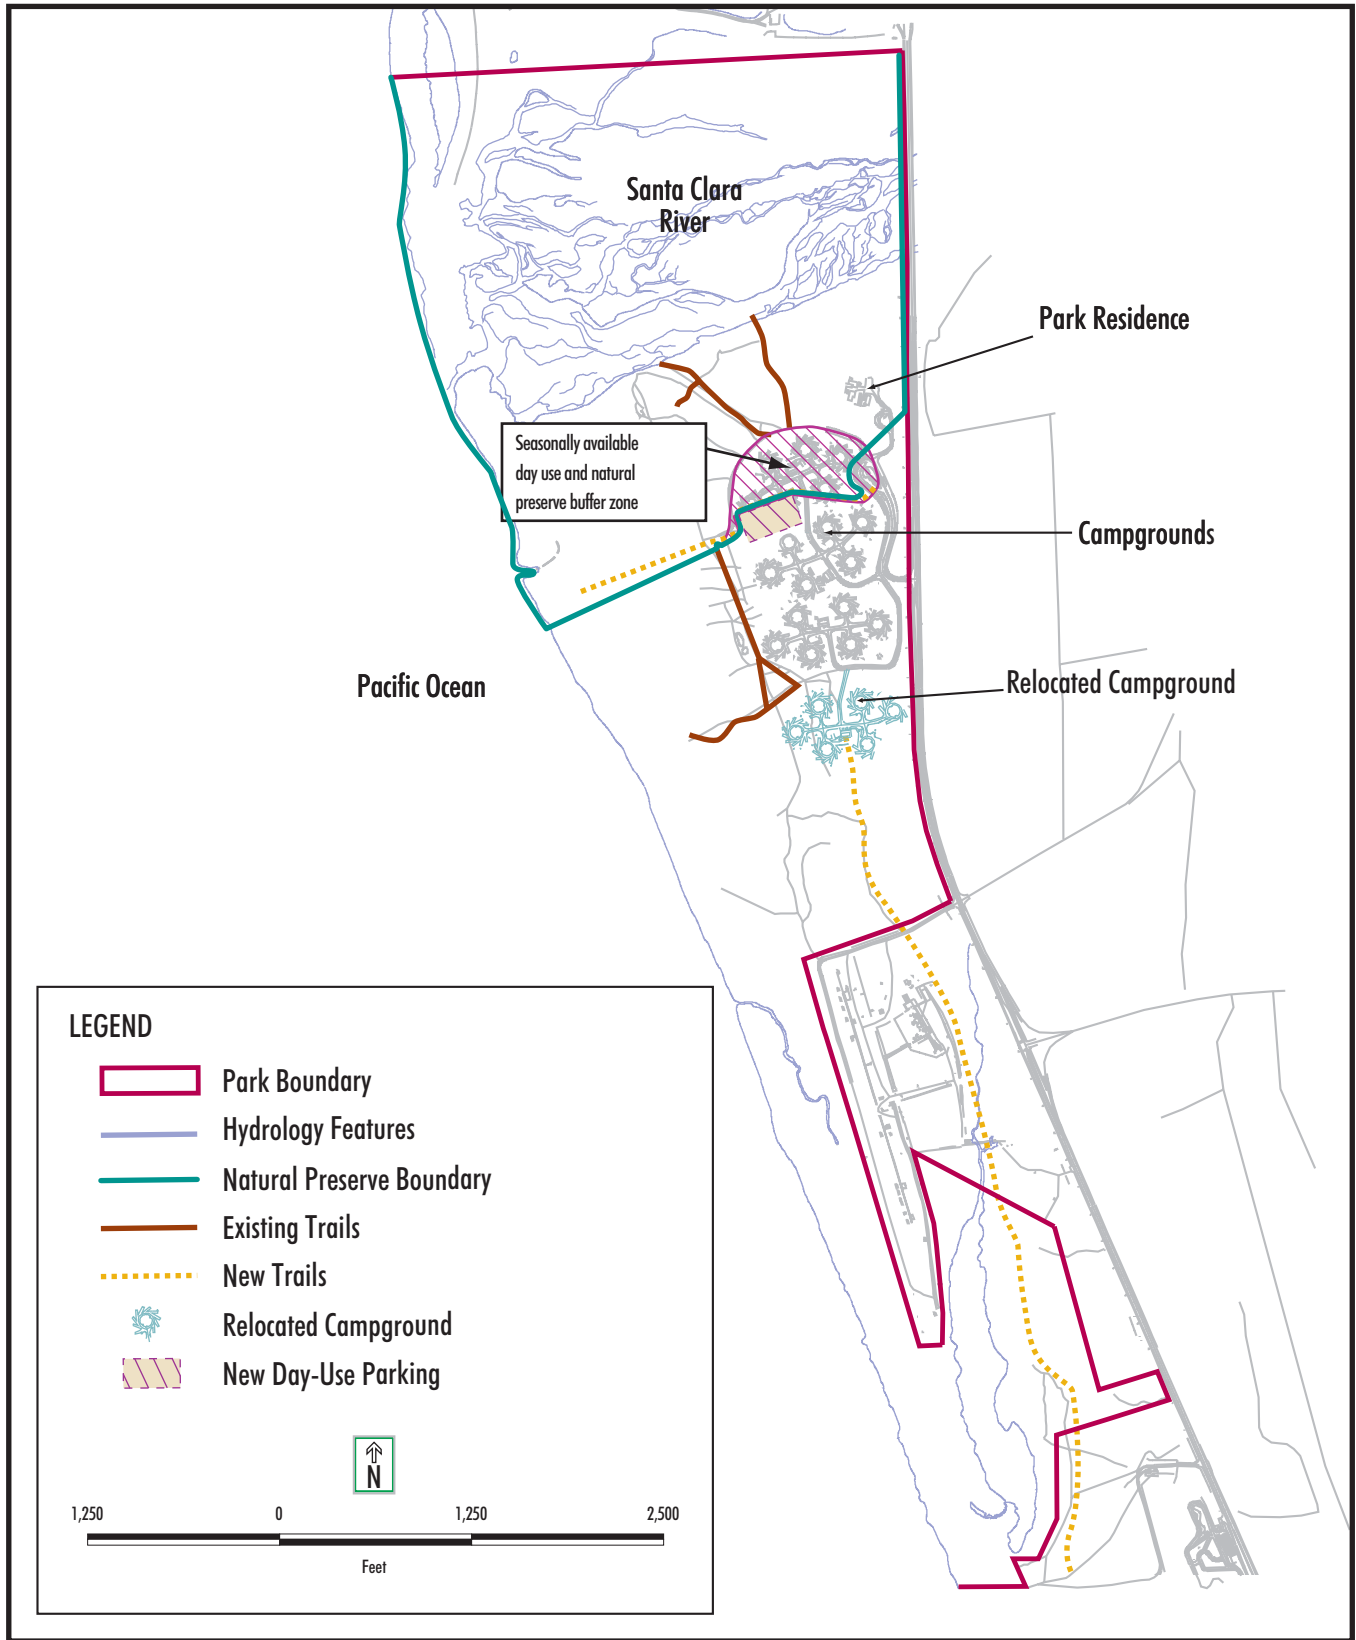 Santa Clara
River
Park Residence
Seasonally available
day use and natural
preserve buffer zone
Campgrounds
Pacific Ocean
Relocated Campground
LEGEND
Park Boundary
Hydrology Features
Natural Preserve Boundary
Existing Trails
New Trails
Relocated Campground
New Day-Use Parking
N
1,250 0 1,250 2,500
Feet